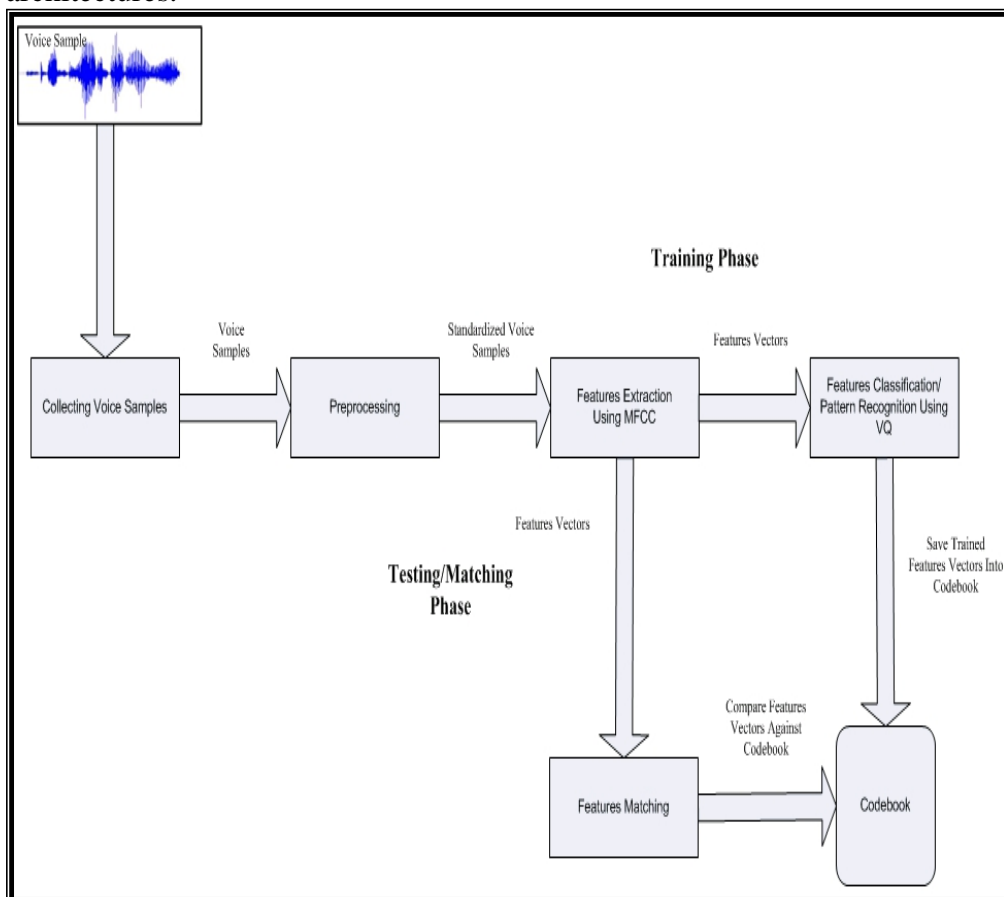 architectures.
Voice Sample
Training Phase
Voice
Samples
Standardized Voice
Samples
Features Vectors
Collecting Voice Samples
Preprocessing
Features Extraction
Using MFCC
Features Classification/
Pattern Recognition Using
VQ
Features Vectors
Testing/Matching
Phase
Save Trained
Features Vectors Into
Codebook
Compare Features
Vectors Against
Codebook
Features Matching
Codebook